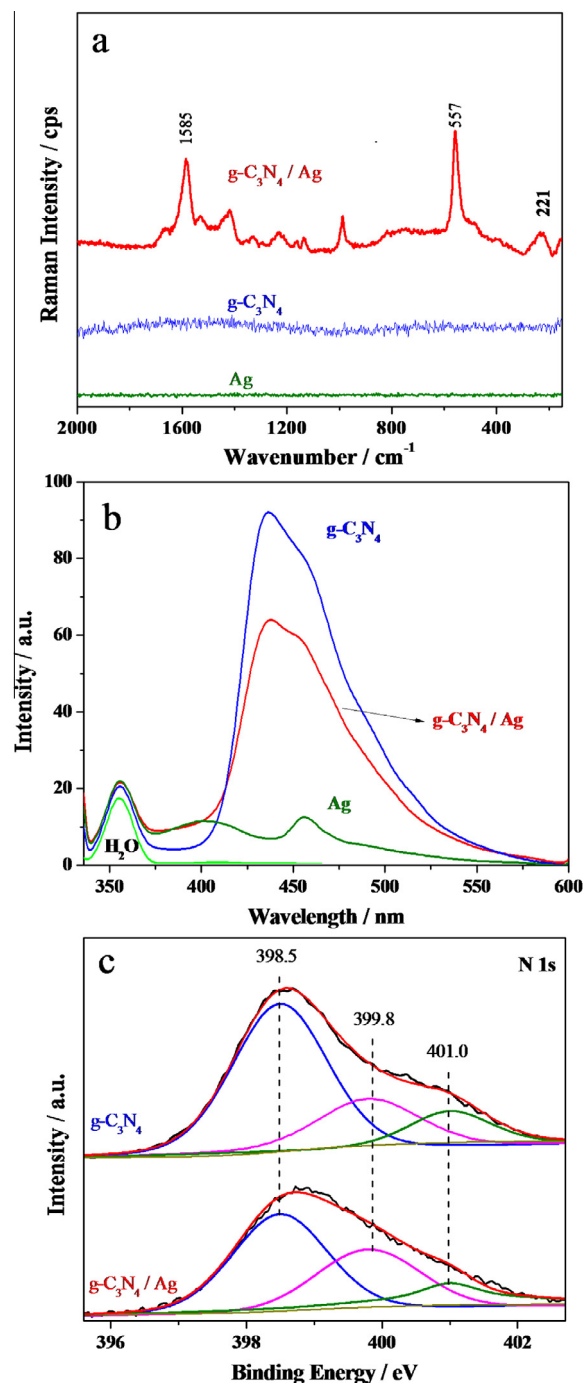 a
1585
557
g-C₃N₄ / Ag
221
g-C₃N₄
Ag
Raman Intensity / cps
2000 1600 1200 800 400
Wavenumber / cm⁻¹
b
100
80
60
40
20
0
g-C₃N₄
g-C₃N₄/ Ag
Ag
H₂O
Intensity / a.u.
350 400 450 500 550 600
Wavelength / nm
c
398.5
N 1s
399.8
401.0
g-C₃N₄
g-C₃N₄ / Ag
Intensity / a.u.
396 398 400 402
Binding Energy / eV